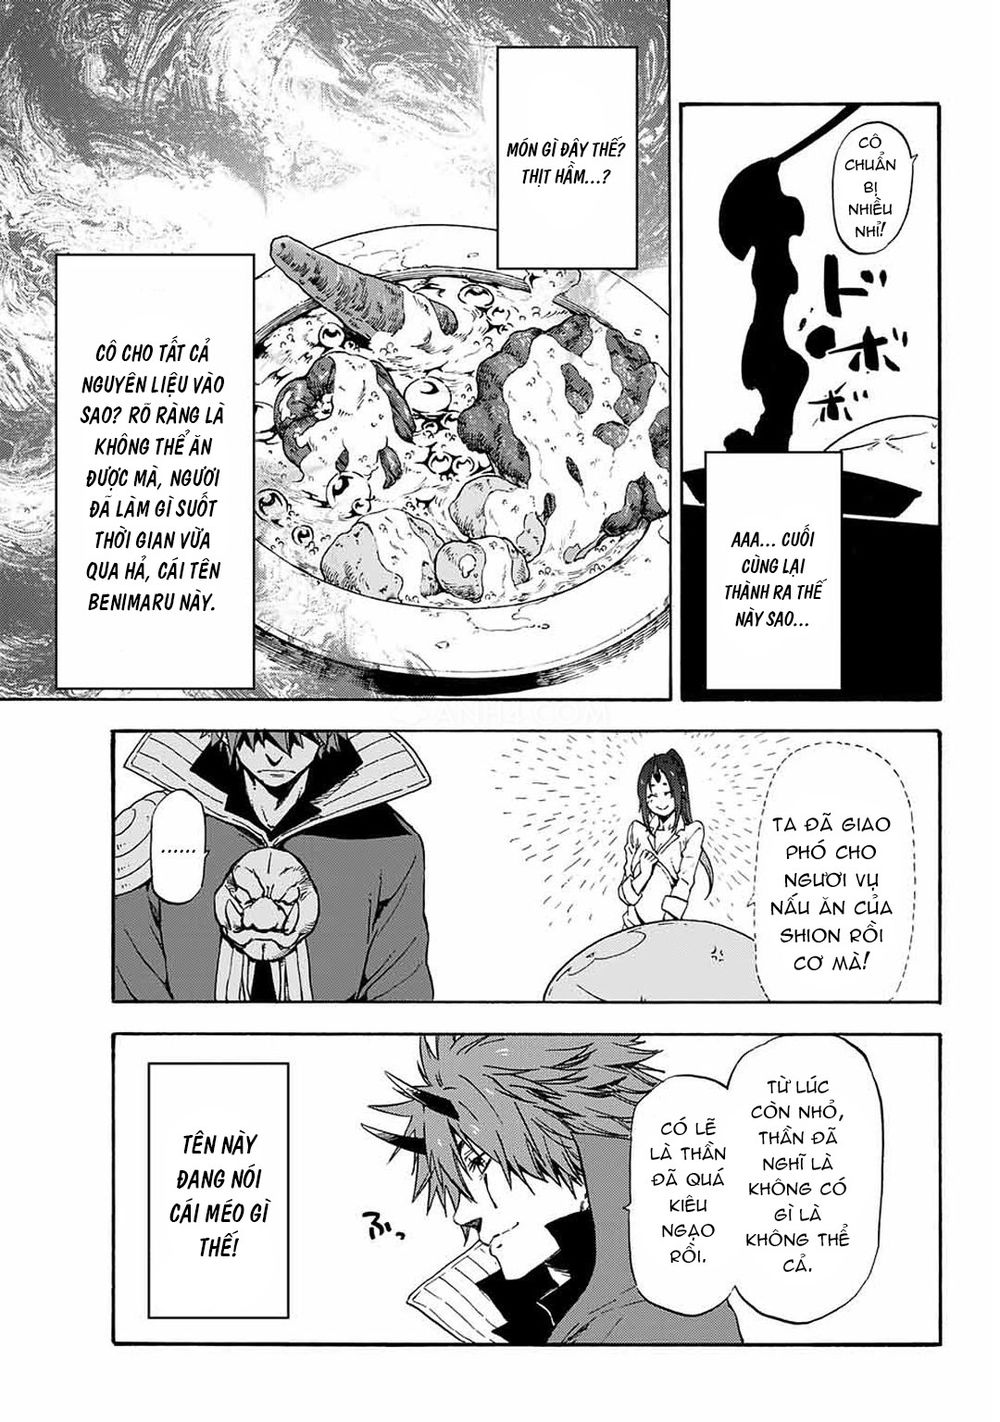 CÔ
CHUẨN
BỊ
NHIỀU
NHỈ!
ドボボ
AAA... CUỐI
CÙNG LẠI
THÀNH RA THẾ
NÀY SAO...
MÓN GÌ ĐÂY THẾ?
THỊT HẦM...?
CÔ CHO TẤT CẢ
NGUYÊN LIỆU VÀO
SAO? RÕ RÀNG LÀ
KHÔNG THỂ ĂN
ĐƯỢC MÀ, NGƯƠI
ĐÃ LÀM GÌ SUỐT
THỜI GIAN VỪA
QUA HẢ, CÁI TÊN
BENIMARU NÀY.
TA ĐÃ GIAO
PHÓ CHO
NGƯƠI VỤ
NẤU ĂN CỦA
SHION RỒI
CƠ MÀ!
......
TỪ LÚC
CÒN NHỎ,
THẦN ĐÃ
NGHĨ LÀ
KHÔNG CÓ
GÌ LÀ
KHÔNG THỂ
CẢ.
CÓ LẼ
LÀ THẦN
ĐÃ QUÁ
KIÊU
NGẠO
RỒI.
ふっ
TÊN NÀY
ĐANG NÓI
CÁI MÉO GÌ
THẾ!